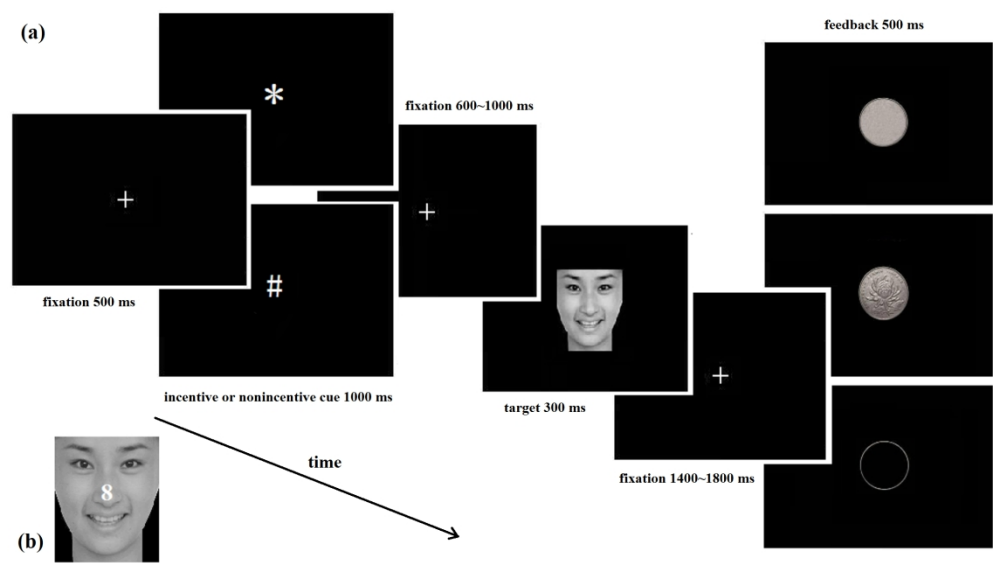 (a)
fixation 500 ms
*
#
incentive or nonincentive cue 1000 ms
fixation 600~1000 ms
target 300 ms
fixation 1400~1800 ms
feedback 500 ms
time
(b)
8